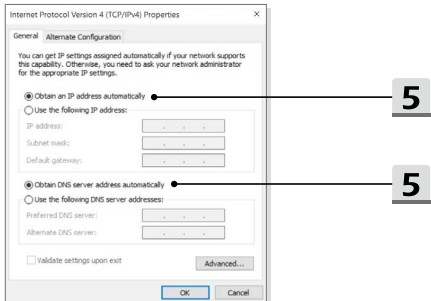 Internet Protocol Version 4 (TCP/IPv4) Properties
General Alternate Configuration
You can get IP settings assigned automatically if your network supports
this capability. Otherwise, you need to ask your network administrator
for the appropriate IP settings.
Obtain an IP address automatically
5
Use the following IP address:
IP address:
Subnet mask:
Default gateway:
Obtain DNS server address automatically
5
Use the following DNS server addresses:
Preferred DNS server:
Alternate DNS server:
Validate settings upon exit
Advanced...
OK Cancel